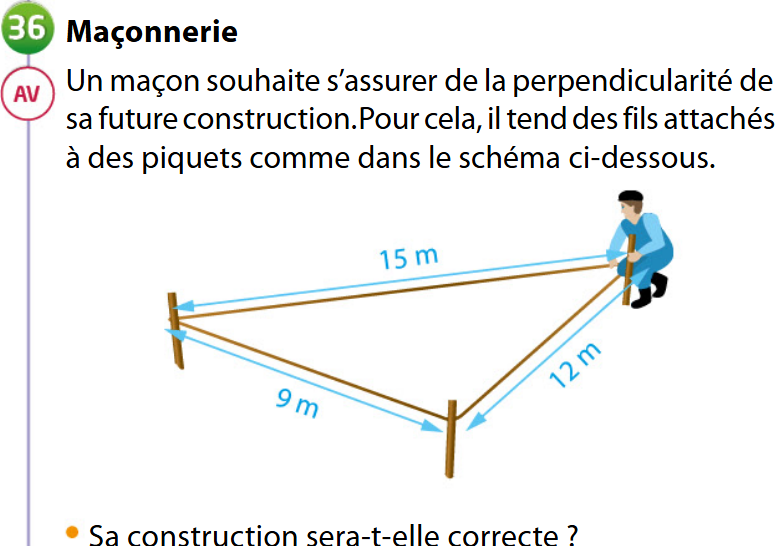 36 Maçonnerie
AV
Un maçon souhaite s’assurer de la perpendicularité de
sa future construction.Pour cela, il tend des fils attachés
à des piquets comme dans le schéma ci-dessous.
15 m
9 m
12 m
• Sa construction sera-t-elle correcte ?